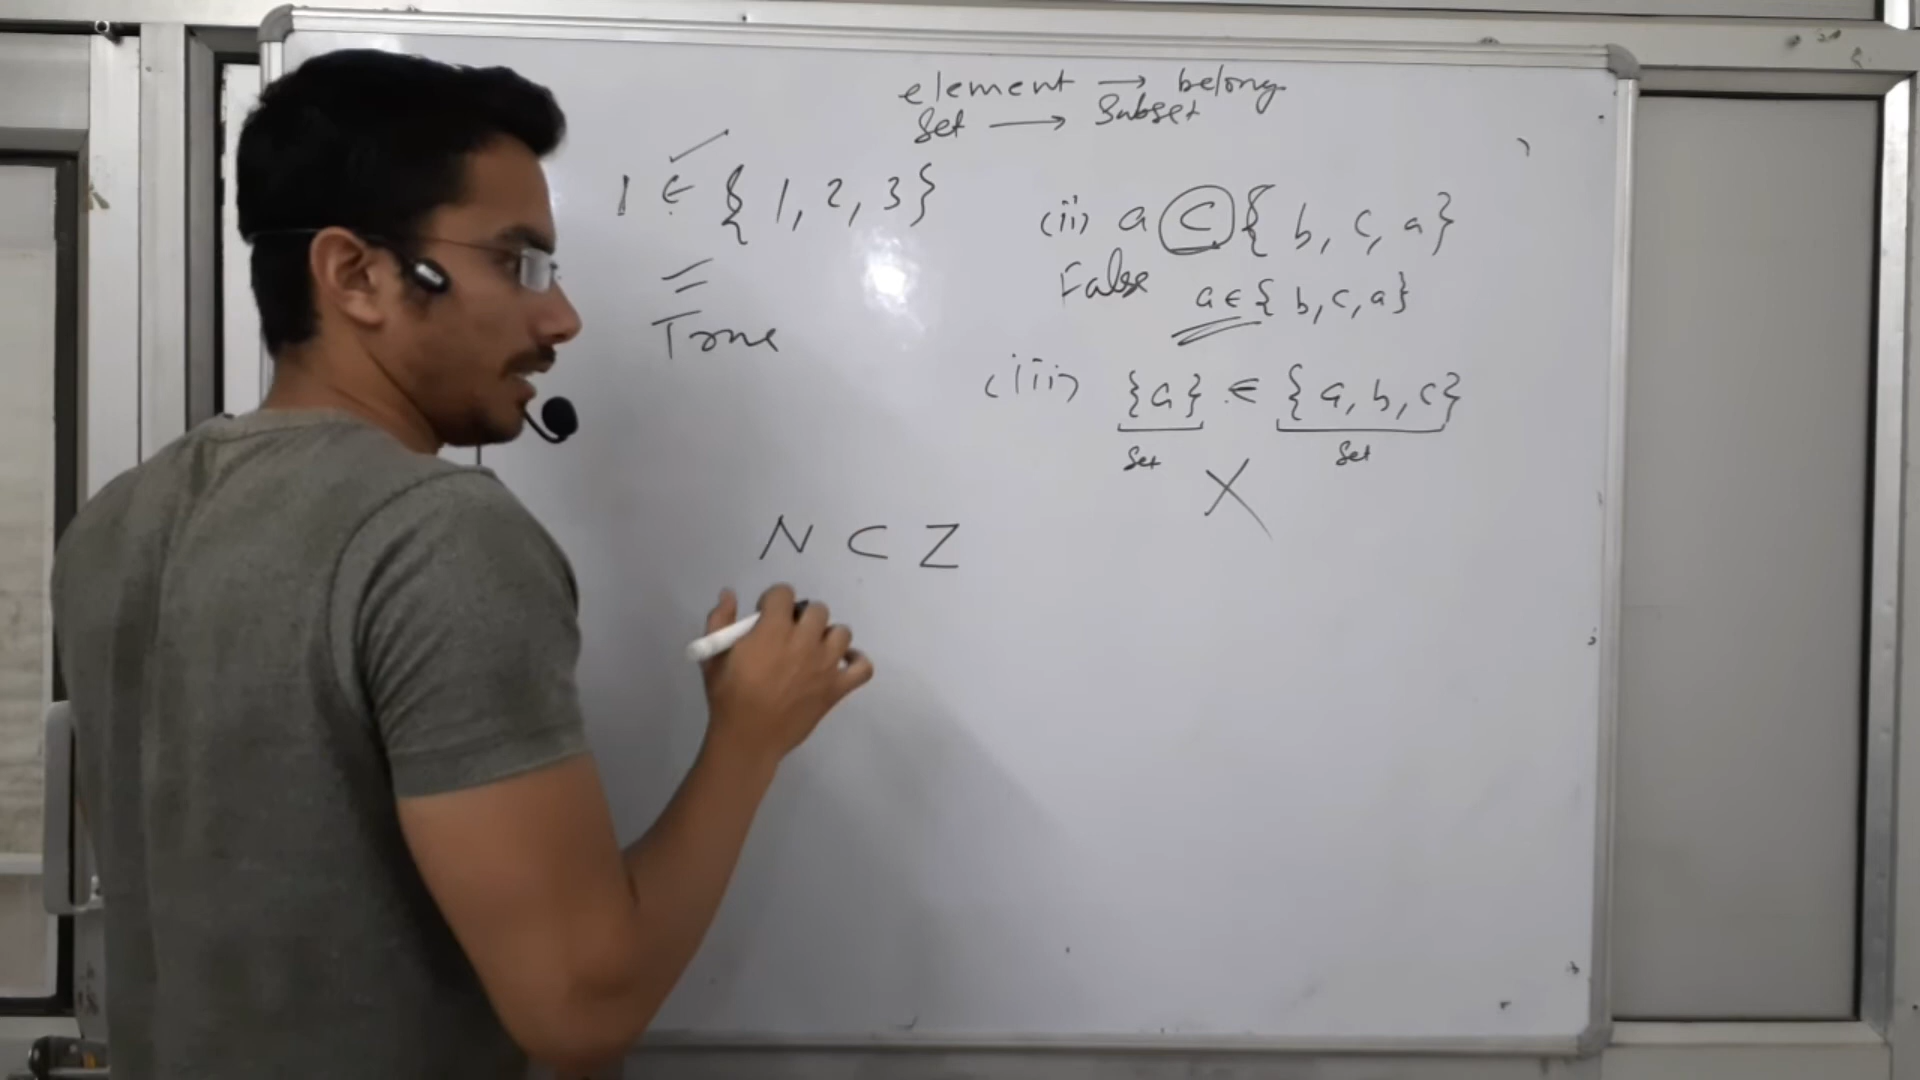 element → belong
Set → Subset
1 ∈ { 1, 2, 3 }
True
(ii) a ⊂ { b, c, a }
False a ∈ { b, c, a }
(iii) {a} ∈ { a, b, c }
Set Set
X
N ⊂ Z